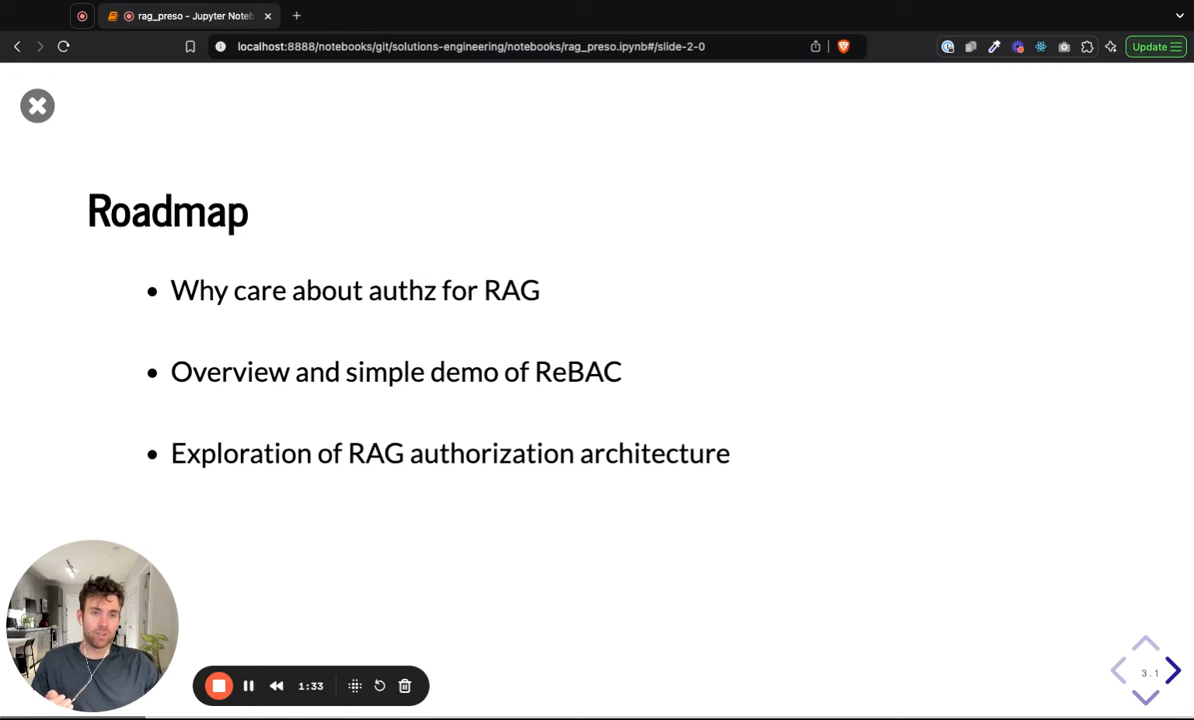 rag_preso - Jupyter Noteb
localhost:8888/notebooks/git/solutions-engineering/notebooks/rag_preso.ipynb#/slide-2-0
Update
Roadmap
Why care about authz for RAG
Overview and simple demo of ReBAC
Exploration of RAG authorization architecture
1:33
3.1